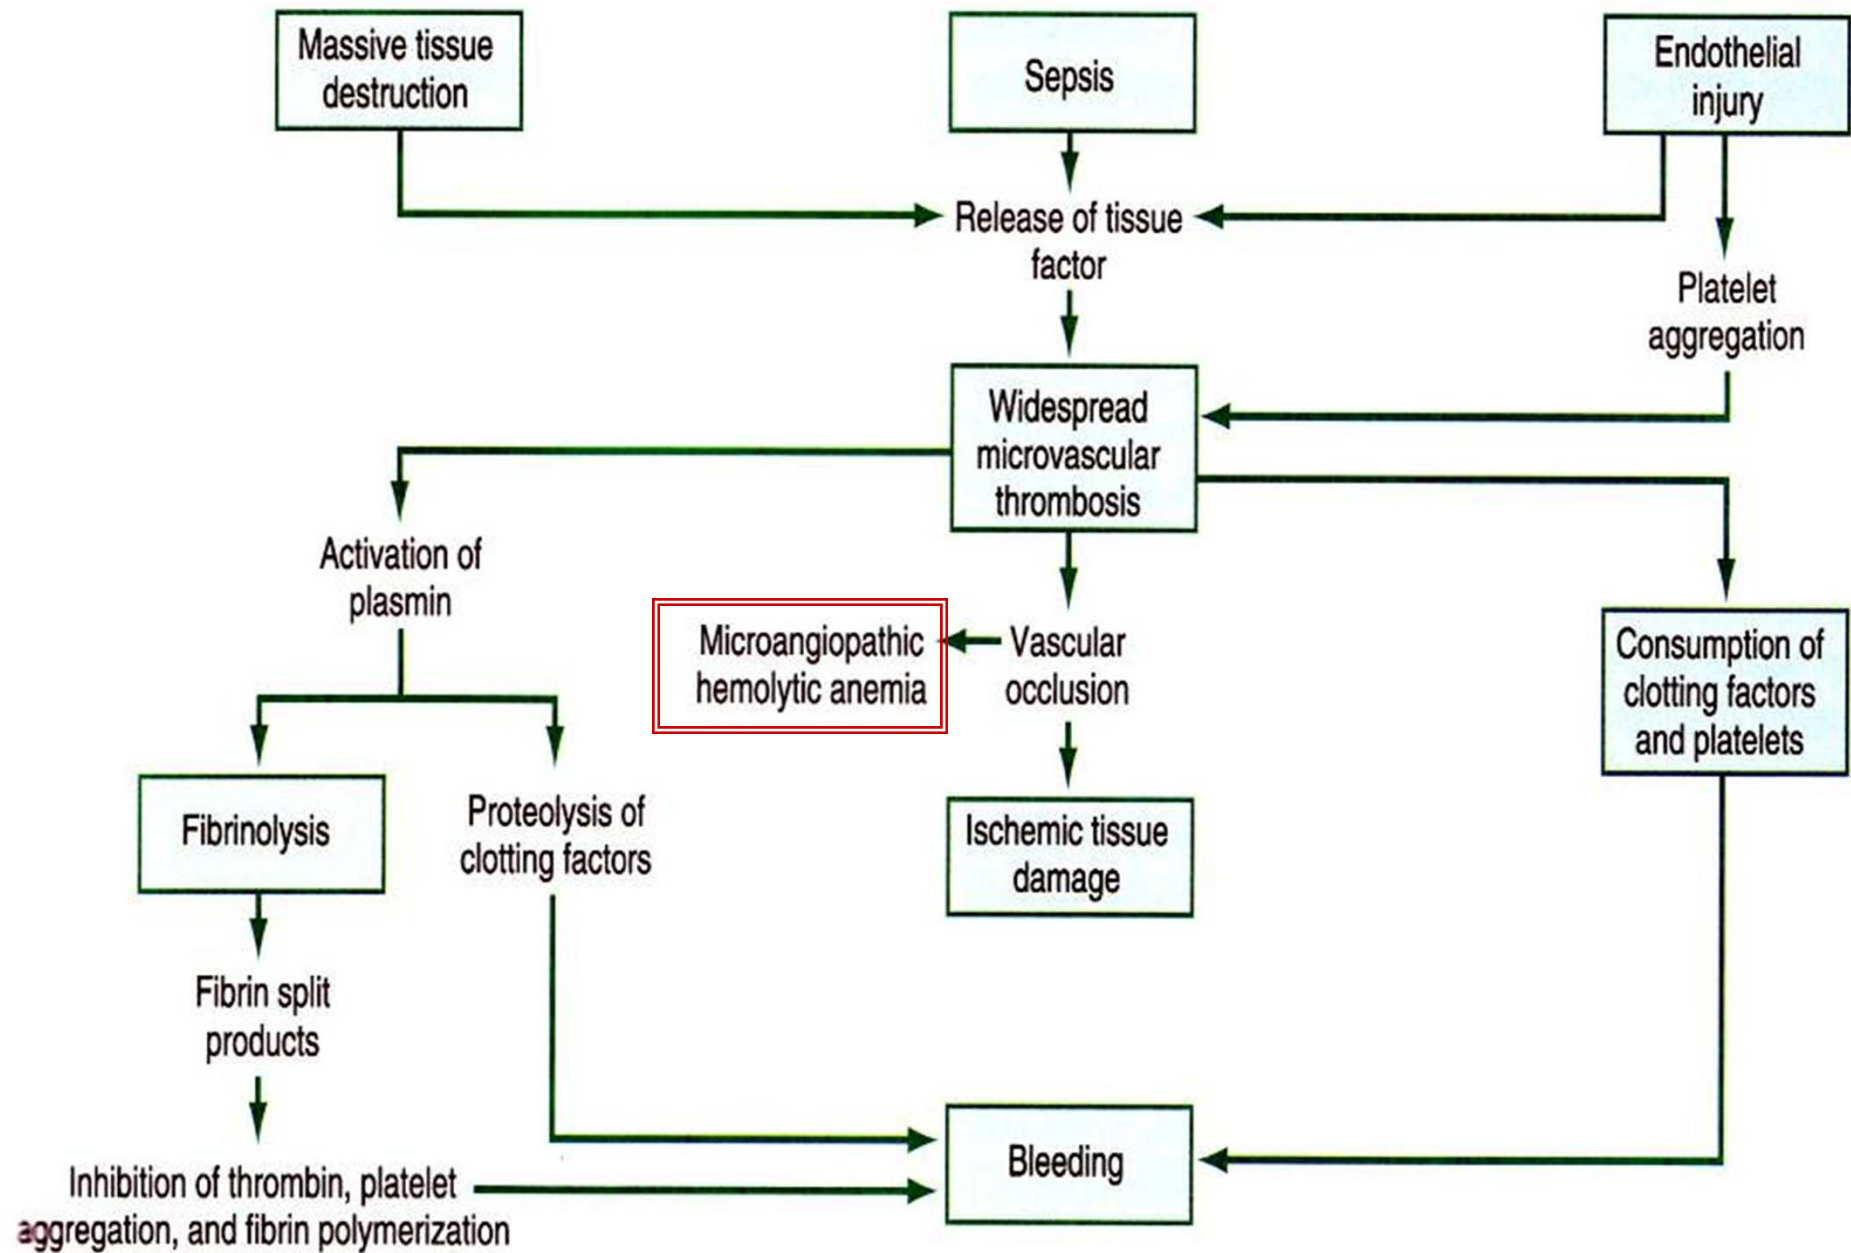 Massive tissue
destruction
Sepsis
Endothelial
injury
Release of tissue
factor
Platelet
aggregation
Widespread
microvascular
thrombosis
Activation of
plasmin
Microangiopathic
hemolytic anemia
Vascular
occlusion
Consumption of
clotting factors
and platelets
Fibrinolysis
Proteolysis of
clotting factors
Ischemic tissue
damage
Fibrin split
products
Inhibition of thrombin, platelet
aggregation, and fibrin polymerization
Bleeding